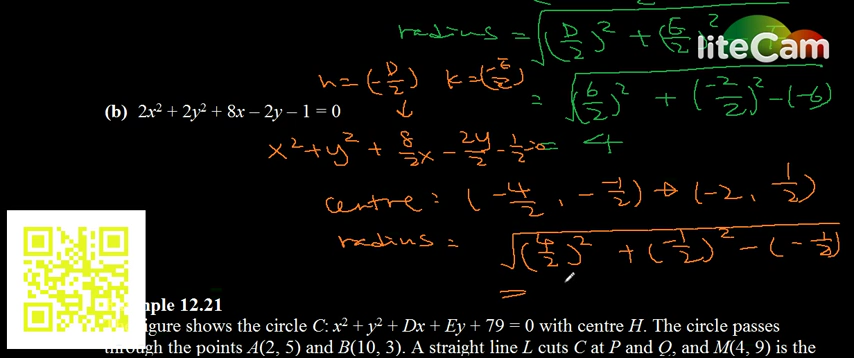 radius = √(D/2)² + (E/2)²
liteCam
h = (-D/2) k = (-E/2)
= √(6/2)² + (-2/2)² - (-6)
(b) 2x² + 2y² + 8x – 2y – 1 = 0
= 4
x² + y² + 8/2 x - 2y/2 - 1/2 = 0
centre : (-4/2 , - -1/2) → (-2, 1/2)
radius = √(4/2)² + (-1/2)² - (-1/2)
=
mple 12.21
igure shows the circle C: x² + y² + Dx + Ey + 79 = 0 with centre H. The circle passes
through the points A(2, 5) and B(10, 3). A straight line L cuts C at P and Q, and M(4, 9) is the